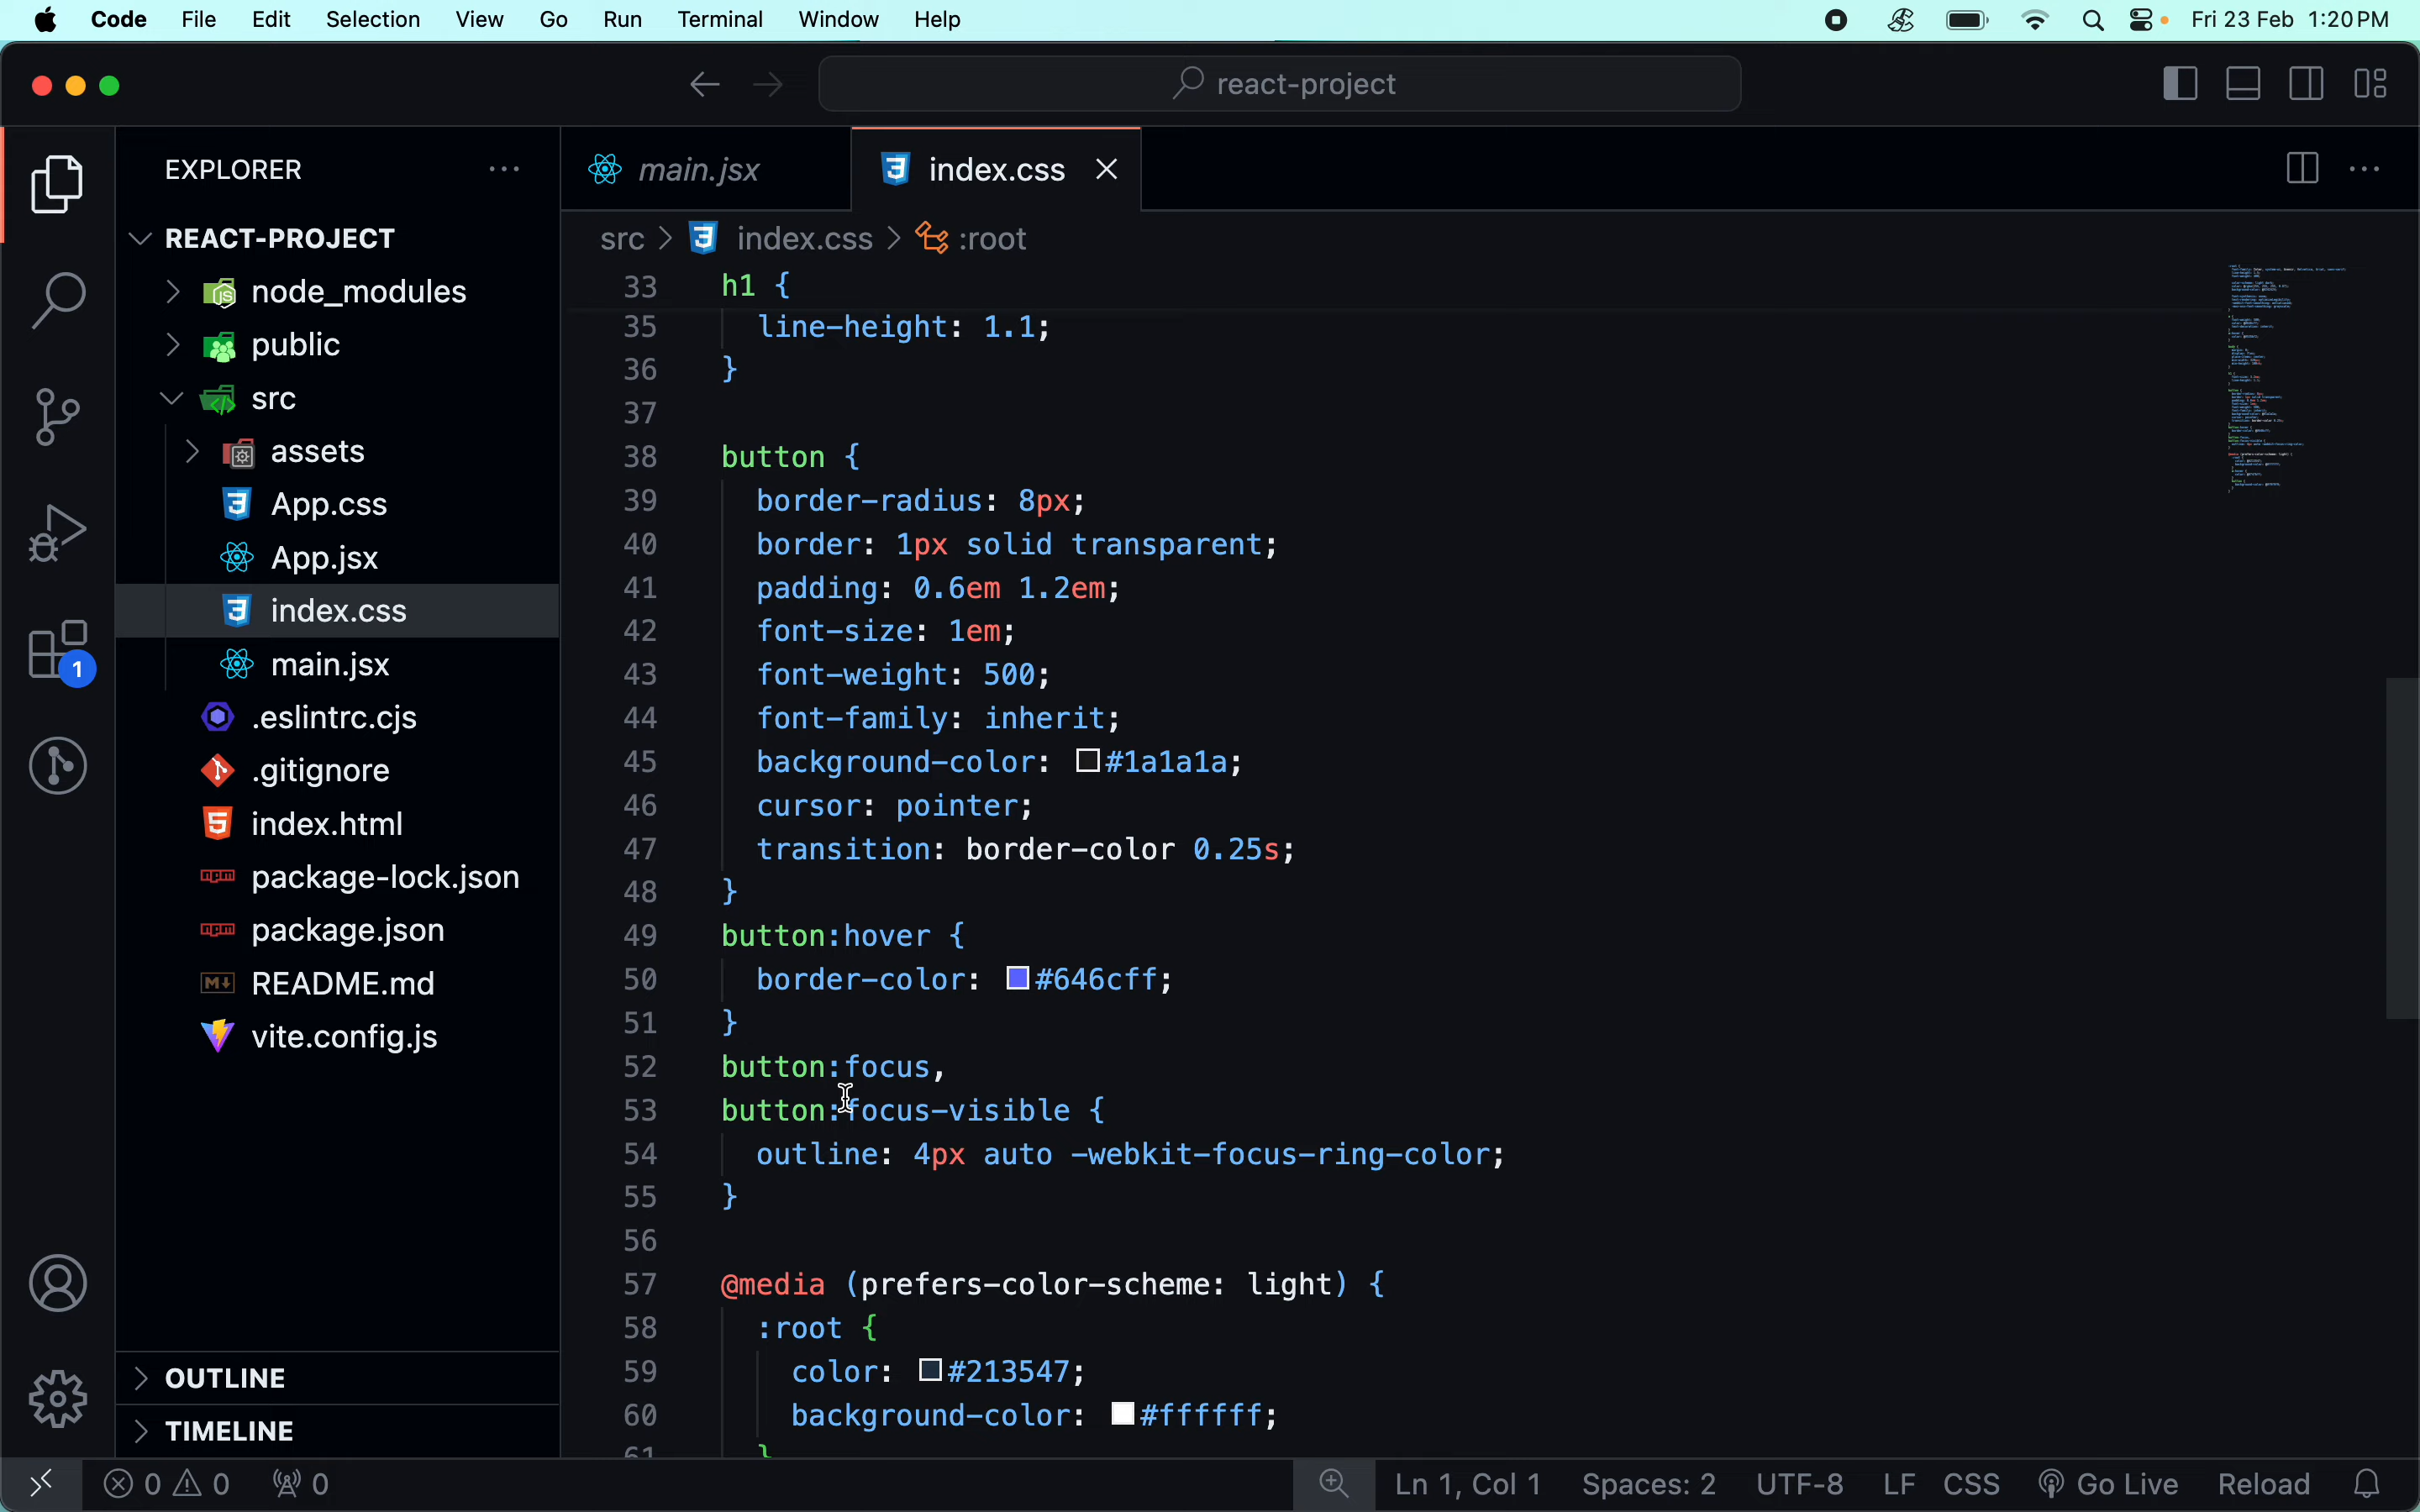 Code File Edit Selection View Go Run Terminal Window Help Fri 23 Feb 1:20 PM
react-project
EXPLORER
REACT-PROJECT
node_modules
public
src
assets
App.css
App.jsx
index.css
main.jsx
.eslintrc.cjs
.gitignore
index.html
package-lock.json
package.json
README.md
vite.config.js
OUTLINE
TIMELINE
1
main.jsx index.css
src > index.css > :root
33 h1 {
35 line-height: 1.1;
36 }
37
38 button {
39 border-radius: 8px;
40 border: 1px solid transparent;
41 padding: 0.6em 1.2em;
42 font-size: 1em;
43 font-weight: 500;
44 font-family: inherit;
45 background-color: #1a1a1a;
46 cursor: pointer;
47 transition: border-color 0.25s;
48 }
49 button:hover {
50 border-color: #646cff;
51 }
52 button:focus,
53 button:focus-visible {
54 outline: 4px auto -webkit-focus-ring-color;
55 }
56
57 @media (prefers-color-scheme: light) {
58 :root {
59 color: #213547;
60 background-color: #ffffff;
61 }
0 0 0 Ln 1, Col 1 Spaces: 2 UTF-8 LF CSS Go Live Reload